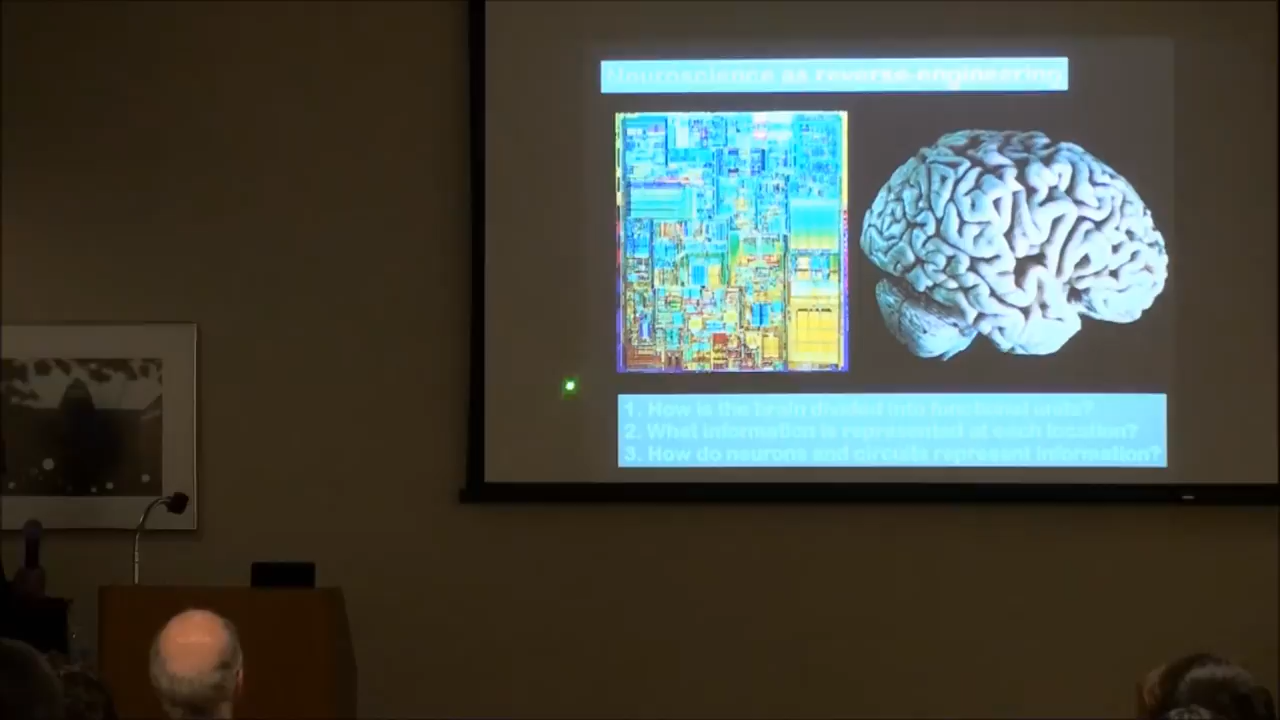 Neuroscience as reverse-engineering
1. How is the brain divided into functional units?
2. What information is represented at each location?
3. How do neurons and circuits represent information?